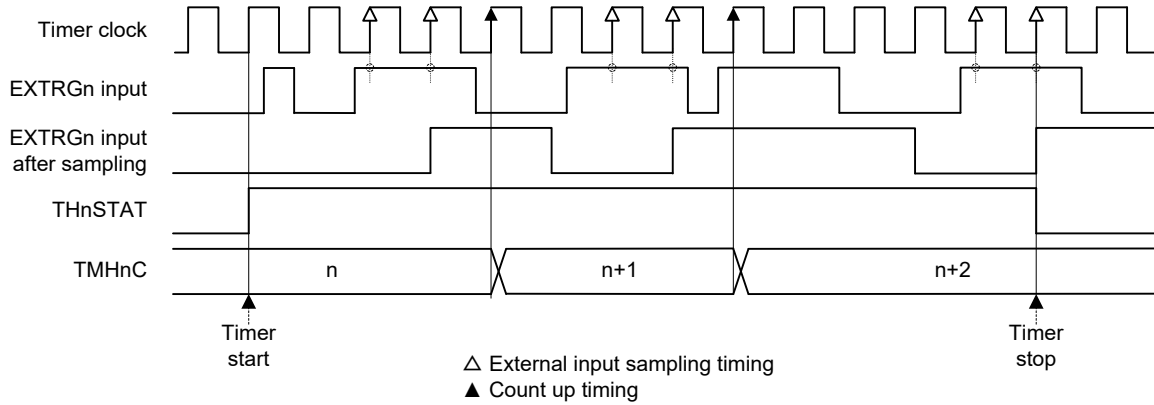 Timer clock
EXTRGn input
EXTRGn input
after sampling
THnSTAT
TMHnC
n
n+1
n+2
Timer
start
Timer
stop
External input sampling timing
Count up timing